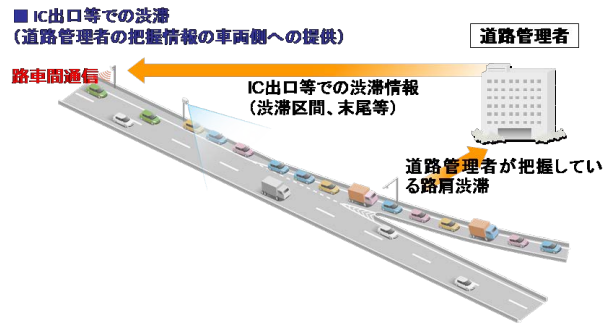 ■ IC出口等での渋滞
（道路管理者の把握情報の車両側への提供）
道路管理者
路車間通信
IC出口等での渋滞情報
（渋滞区間、末尾等）
道路管理者が把握してい
る路肩渋滞